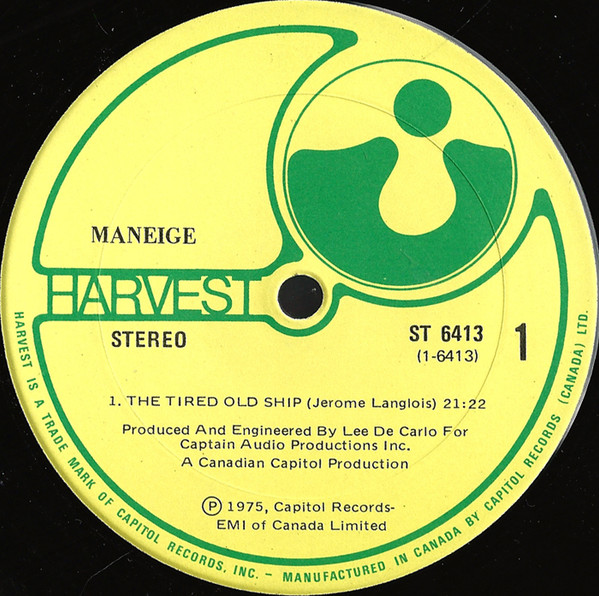 MANEIGE
HARVEST
STEREO
ST 6413
(1-6413)
1
1. THE TIRED OLD SHIP (Jerome Langlois) 21:22
Produced And Engineered By Lee De Carlo For
Captain Audio Productions Inc.
A Canadian Capitol Production
Ⓟ 1975, Capitol Records-
EMI of Canada Limited
HARVEST IS A TRADE MARK OF CAPITOL RECORDS, INC. – MANUFACTURED IN CANADA BY CAPITOL RECORDS (CANADA) LTD.